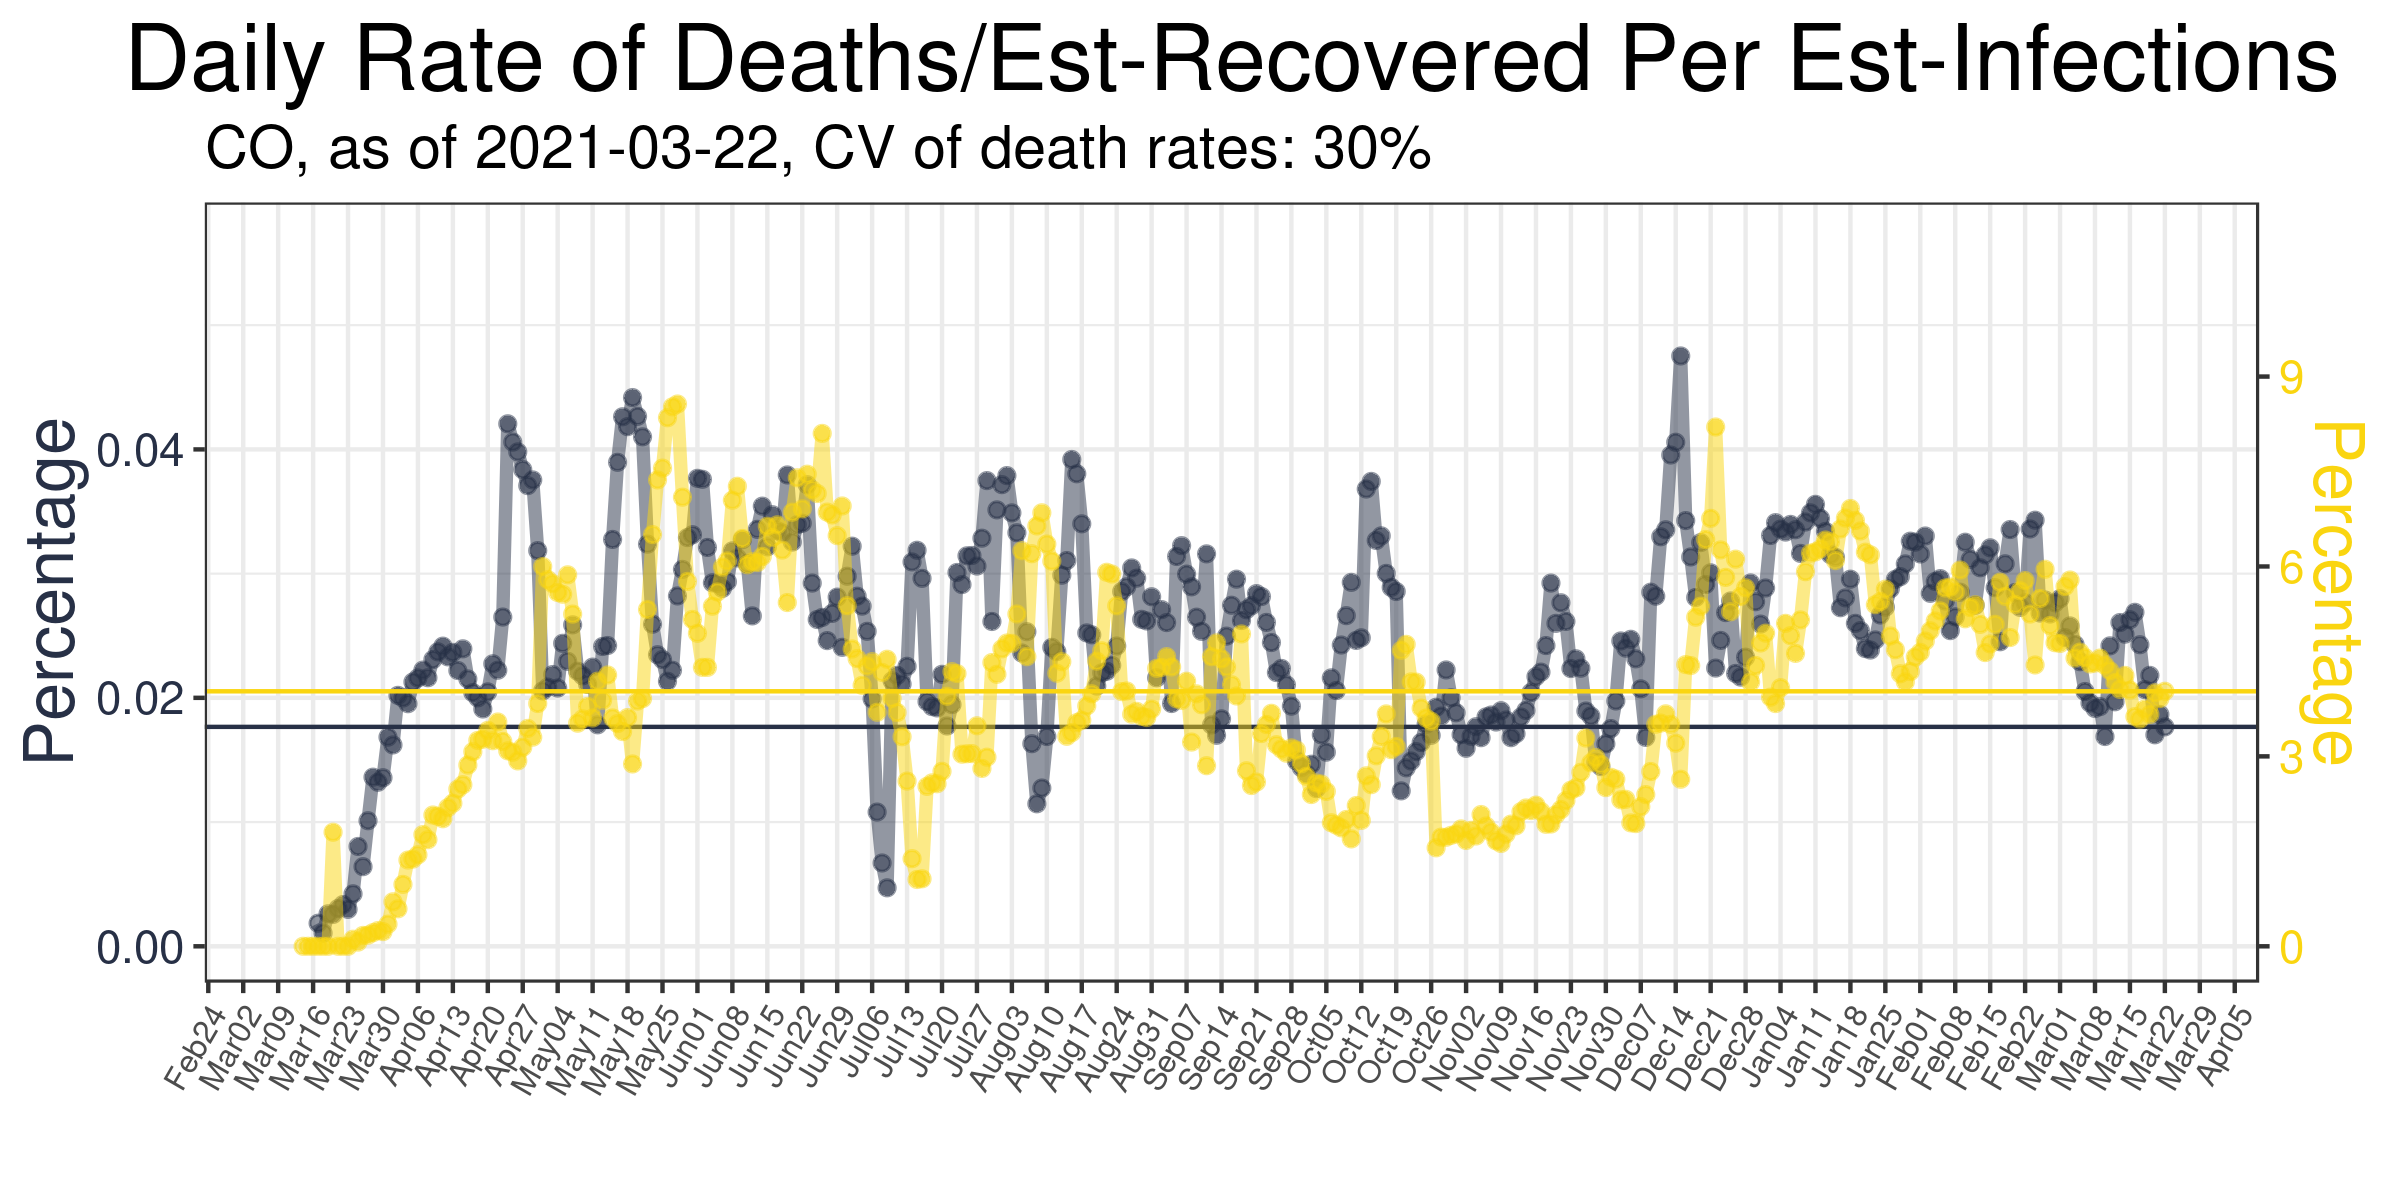 Daily Rate of Deaths/Est-Recovered Per Est-Infections
CO, as of 2021-03-22, CV of death rates: 30%
Percentage
0.04
0.02
0.00
9
6
3
0
Percentage
Feb24
Mar02
Mar09
Mar16
Mar23
Mar30
Apr06
Apr13
Apr20
Apr27
May04
May11
May18
May25
Jun01
Jun08
Jun15
Jun22
Jun29
Jul06
Jul13
Jul20
Jul27
Aug03
Aug10
Aug17
Aug24
Aug31
Sep07
Sep14
Sep21
Sep28
Oct05
Oct12
Oct19
Oct26
Nov02
Nov09
Nov16
Nov23
Nov30
Dec07
Dec14
Dec21
Dec28
Jan04
Jan11
Jan18
Jan25
Feb01
Feb08
Feb15
Feb22
Mar01
Mar08
Mar15
Mar22
Mar29
Apr05